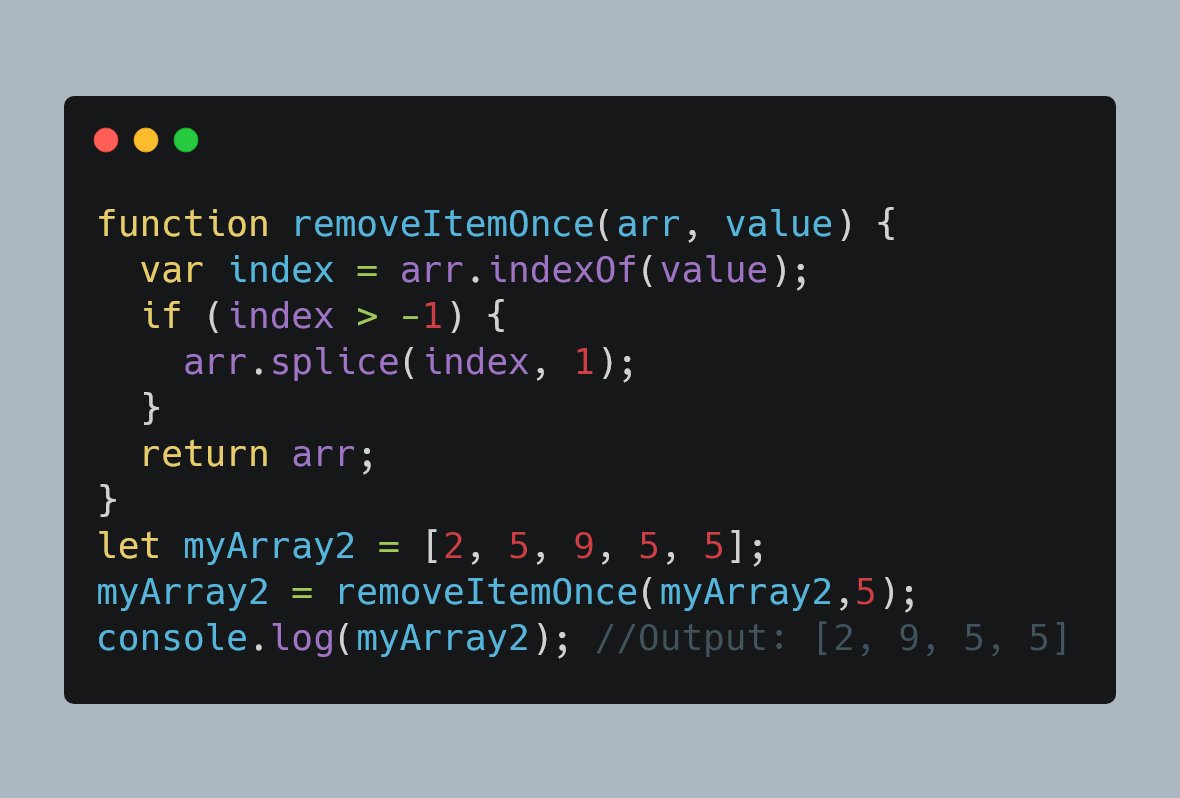 function removeItemOnce(arr, value) {
  var index = arr.indexOf(value);
  if (index > -1) {
    arr.splice(index, 1);
  }
  return arr;
}
let myArray2 = [2, 5, 9, 5, 5];
myArray2 = removeItemOnce(myArray2,5);
console.log(myArray2); //Output: [2, 9, 5, 5]